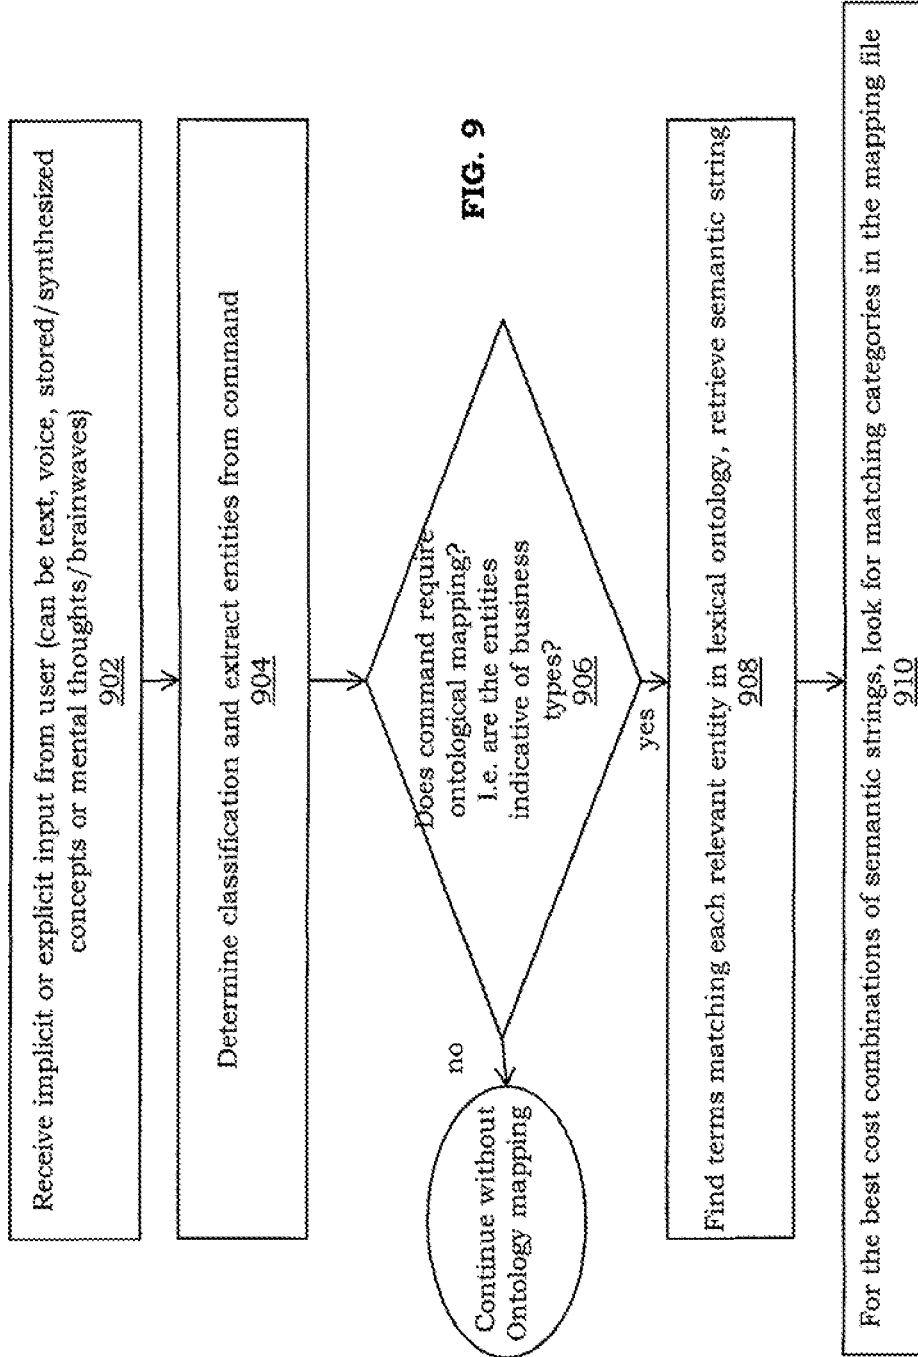 Receive implicit or explicit input from user (can be text, voice, stored/synthesized
concepts or mental thoughts/brainwaves)
902
Determine classification and extract entities from command
904
Does command require
ontological mapping?
I.e. are the entities
indicative of business
types?
906
no
Continue without
Ontology mapping
yes
FIG. 9
Find terms matching each relevant entity in lexical ontology, retrieve semantic string
908
For the best cost combinations of semantic strings, look for matching categories in the mapping file
910